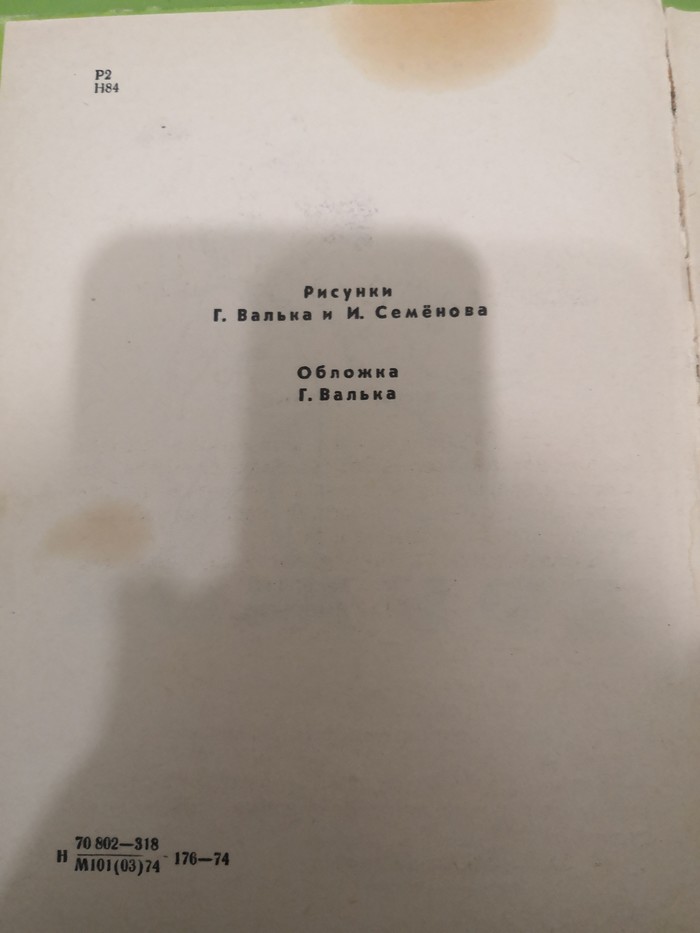 Р2
Н84
Рисунки
Г. Валька и И. Семёнова
Обложка
Г. Валька
Н 70 802—318
М101(03)74 176—74